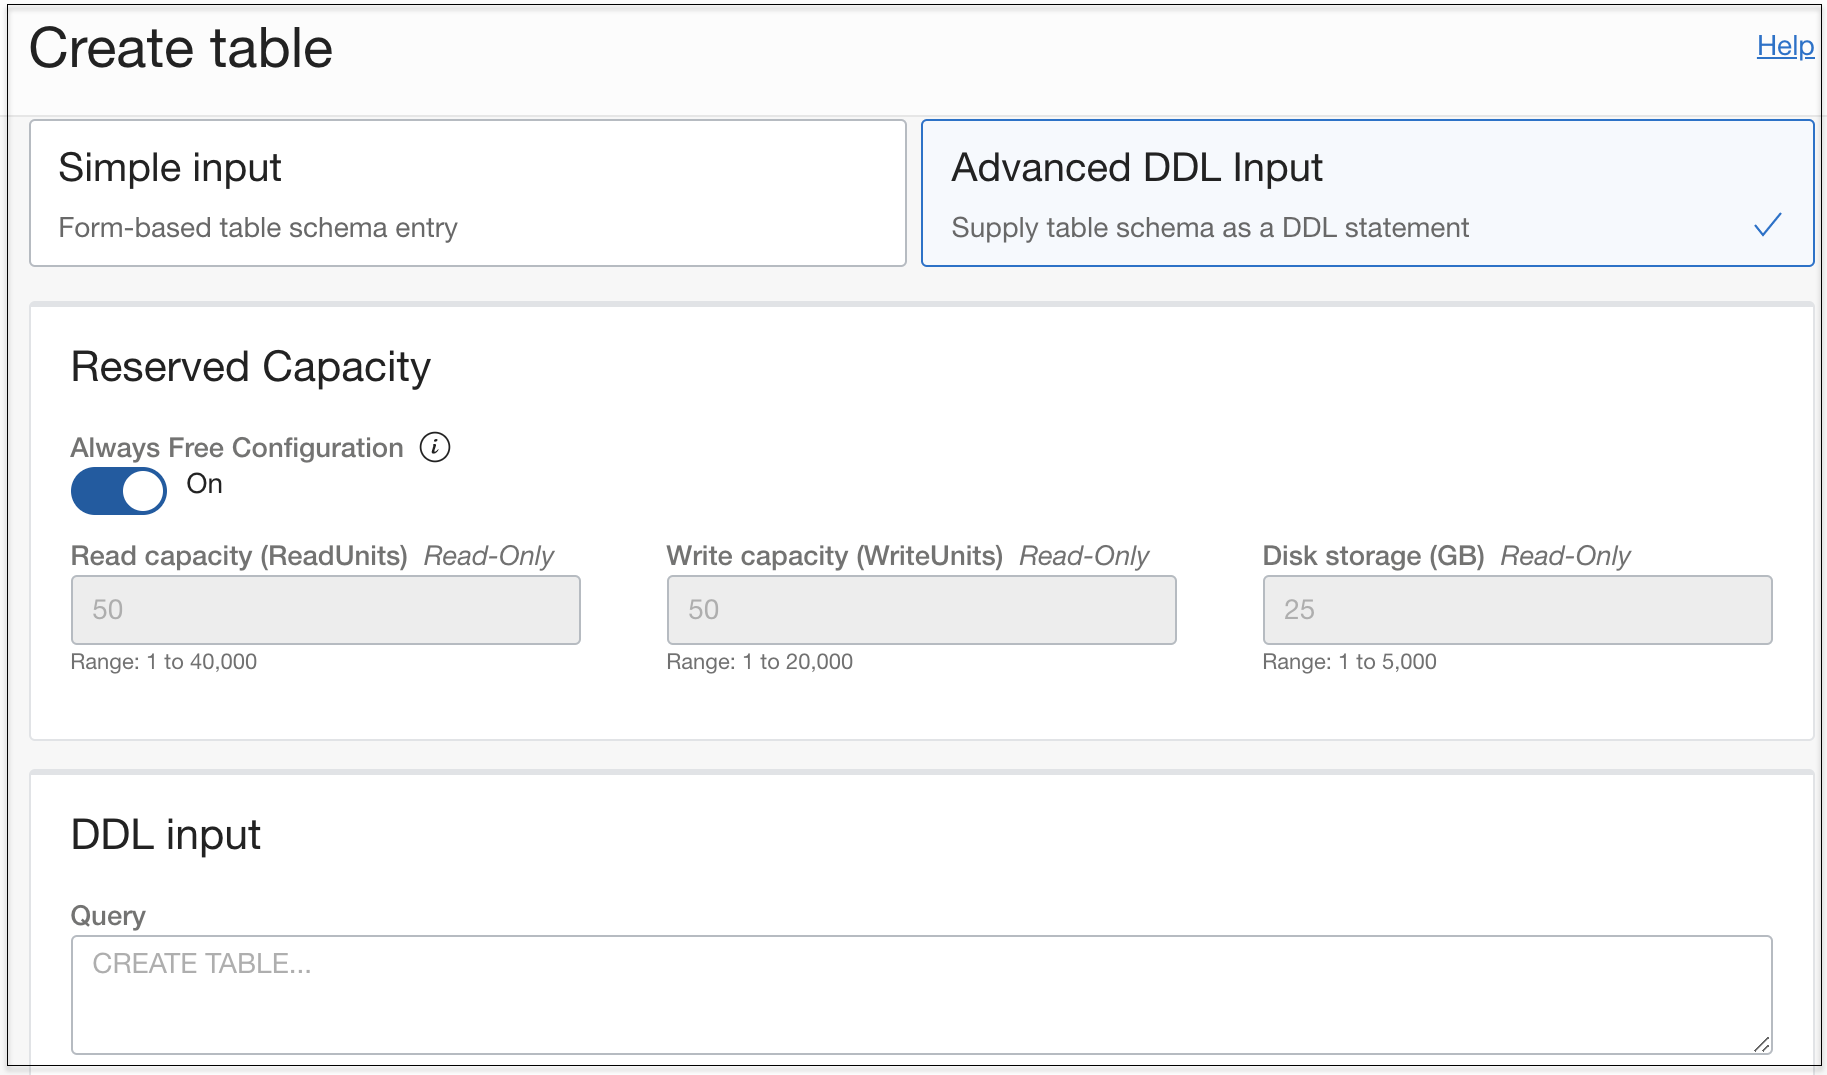 Create table
Help
Simple input
Form-based table schema entry
Advanced DDL Input
Supply table schema as a DDL statement
Reserved Capacity
Always Free Configuration i
On
Read capacity (ReadUnits) Read-Only
50
Range: 1 to 40,000
Write capacity (WriteUnits) Read-Only
50
Range: 1 to 20,000
Disk storage (GB) Read-Only
25
Range: 1 to 5,000
DDL input
Query
CREATE TABLE...